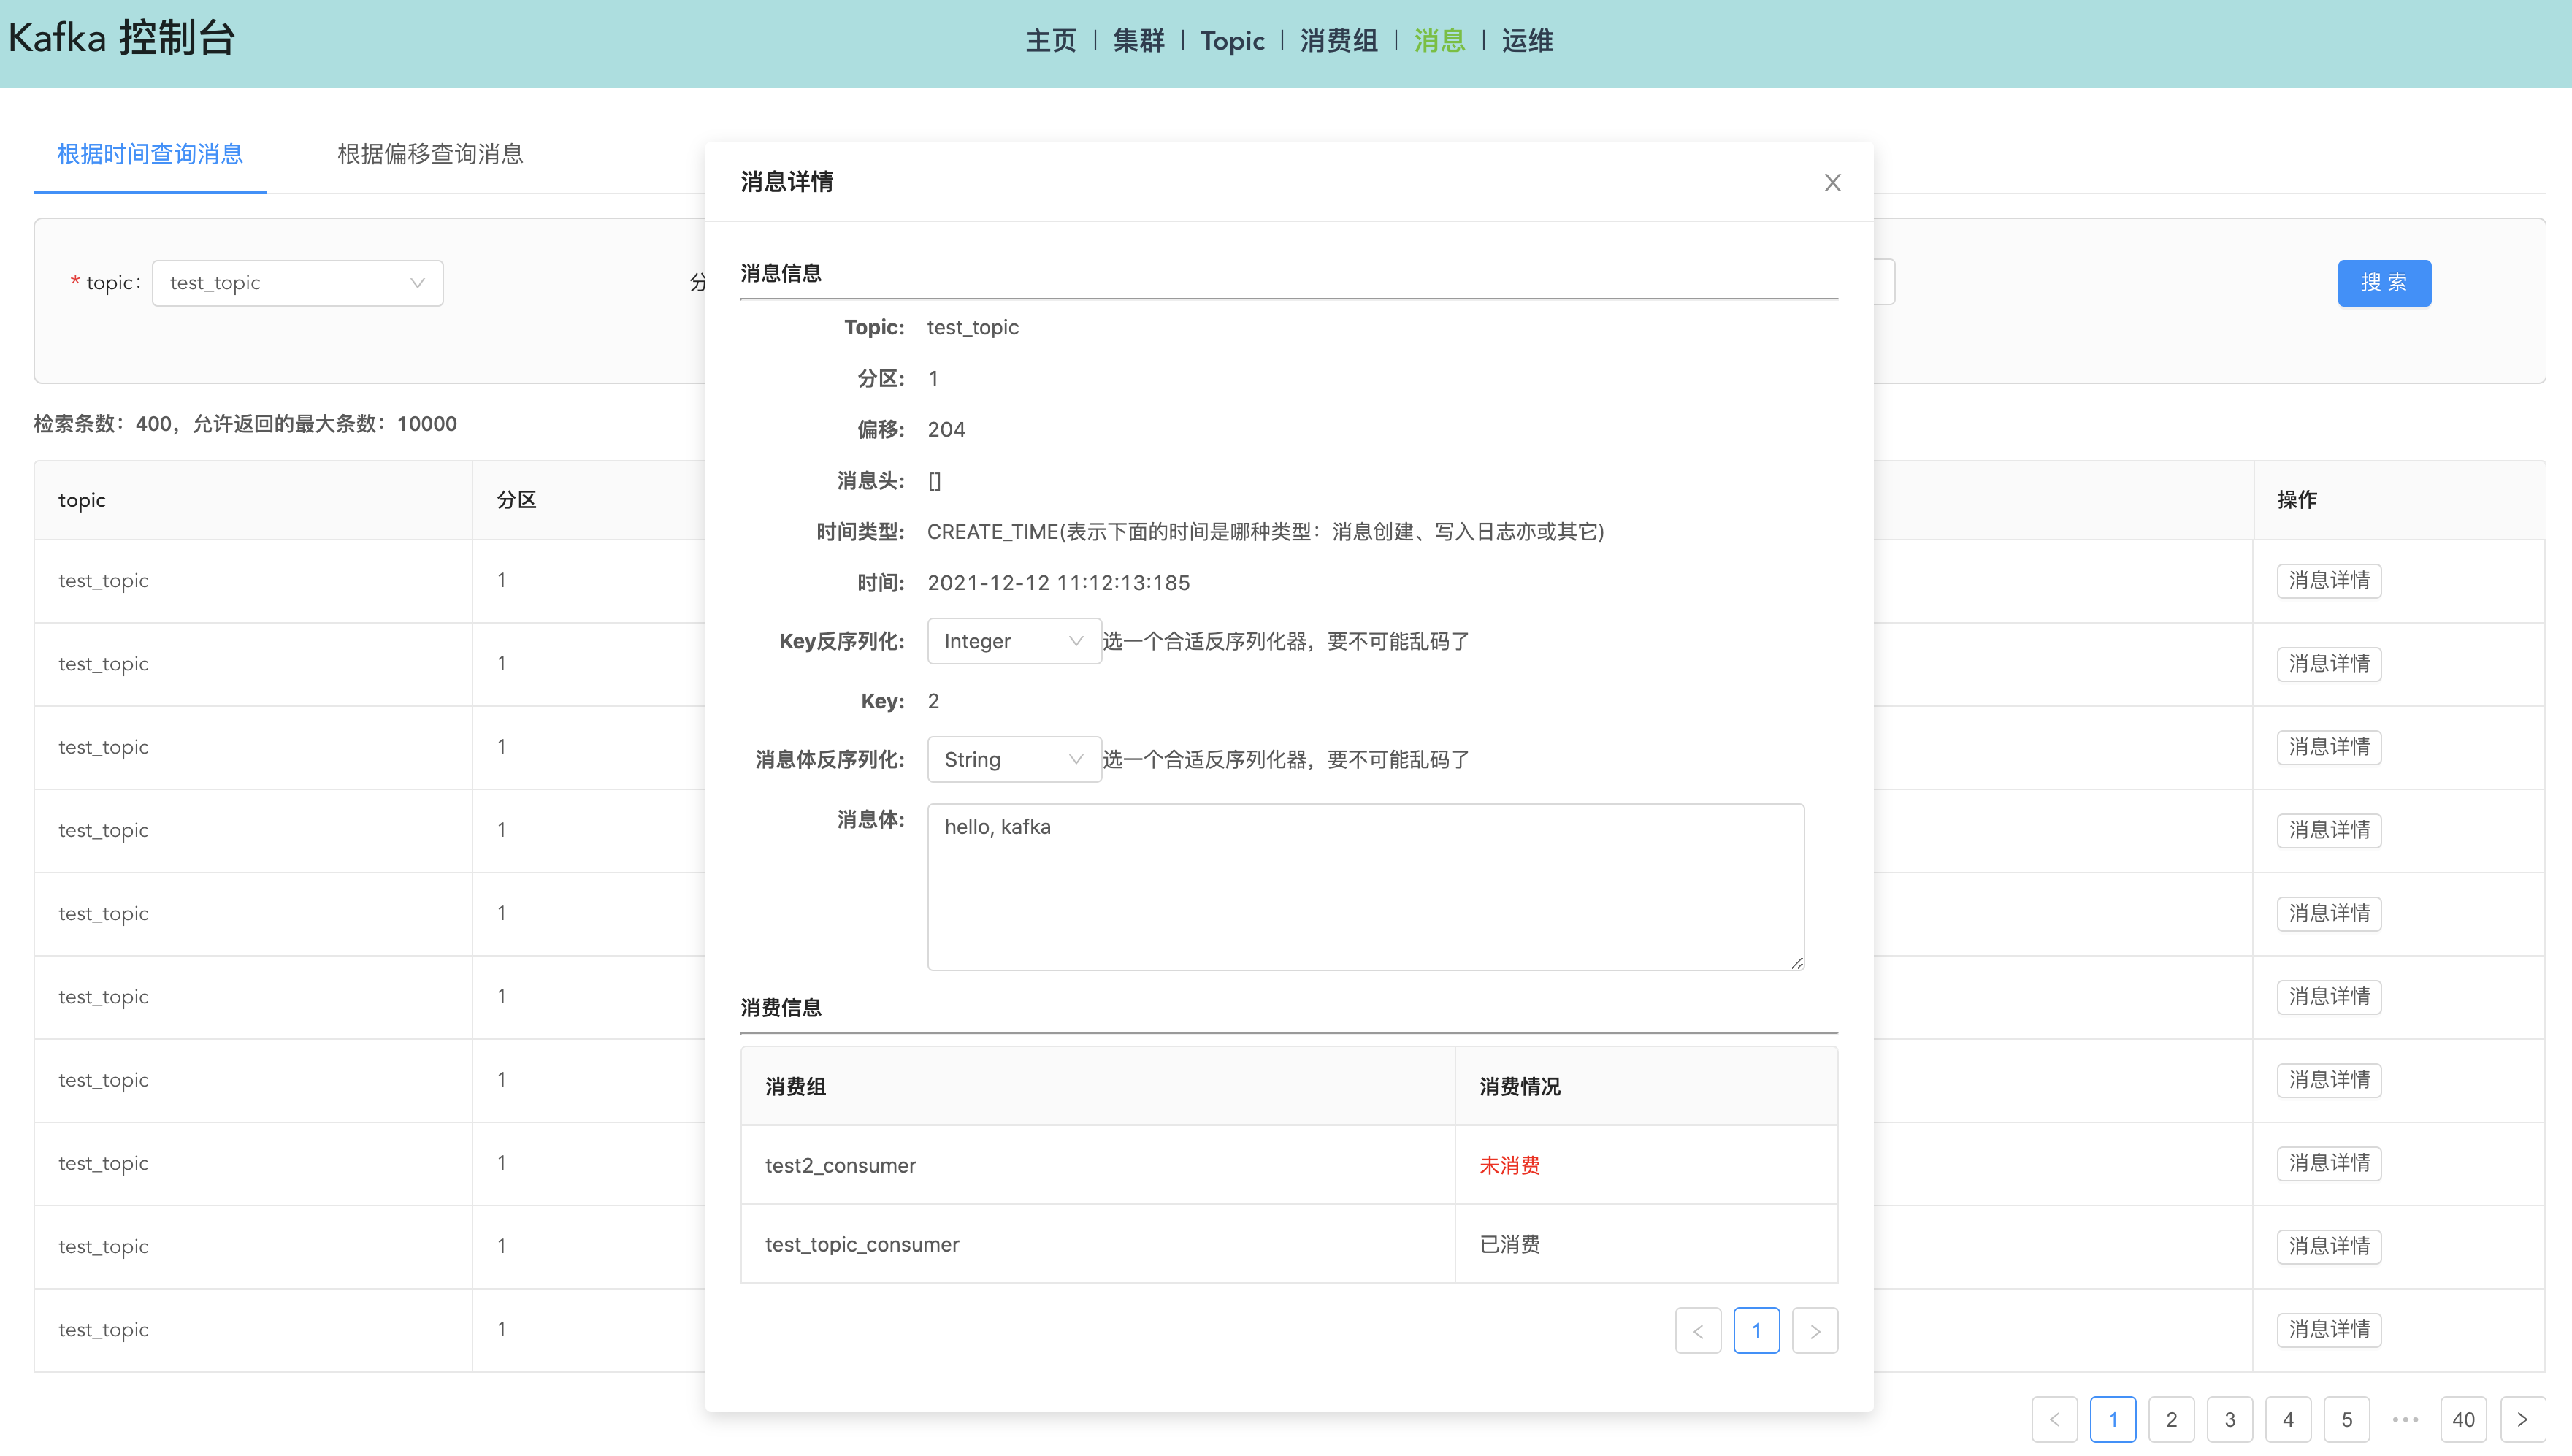 Kafka 控制台
主页 | 集群 | Topic | 消费组 | 消息 | 运维
根据时间查询消息 根据偏移查询消息
* topic: test_topic 分 搜 索
检索条数：400，允许返回的最大条数：10000
topic 分区 操作
test_topic 1 消息详情
test_topic 1 消息详情
test_topic 1 消息详情
test_topic 1 消息详情
test_topic 1 消息详情
test_topic 1 消息详情
test_topic 1 消息详情
test_topic 1 消息详情
test_topic 1 消息详情
test_topic 1 消息详情
1 2 3 4 5 ••• 40
消息详情
消息信息
Topic: test_topic
分区: 1
偏移: 204
消息头: []
时间类型: CREATE_TIME(表示下面的时间是哪种类型：消息创建、写入日志亦或其它)
时间: 2021-12-12 11:12:13:185
Key反序列化: Integer 选一个合适反序列化器，要不可能乱码了
Key: 2
消息体反序列化: String 选一个合适反序列化器，要不可能乱码了
消息体: hello, kafka
消费信息
消费组 消费情况
test2_consumer 未消费
test_topic_consumer 已消费
1